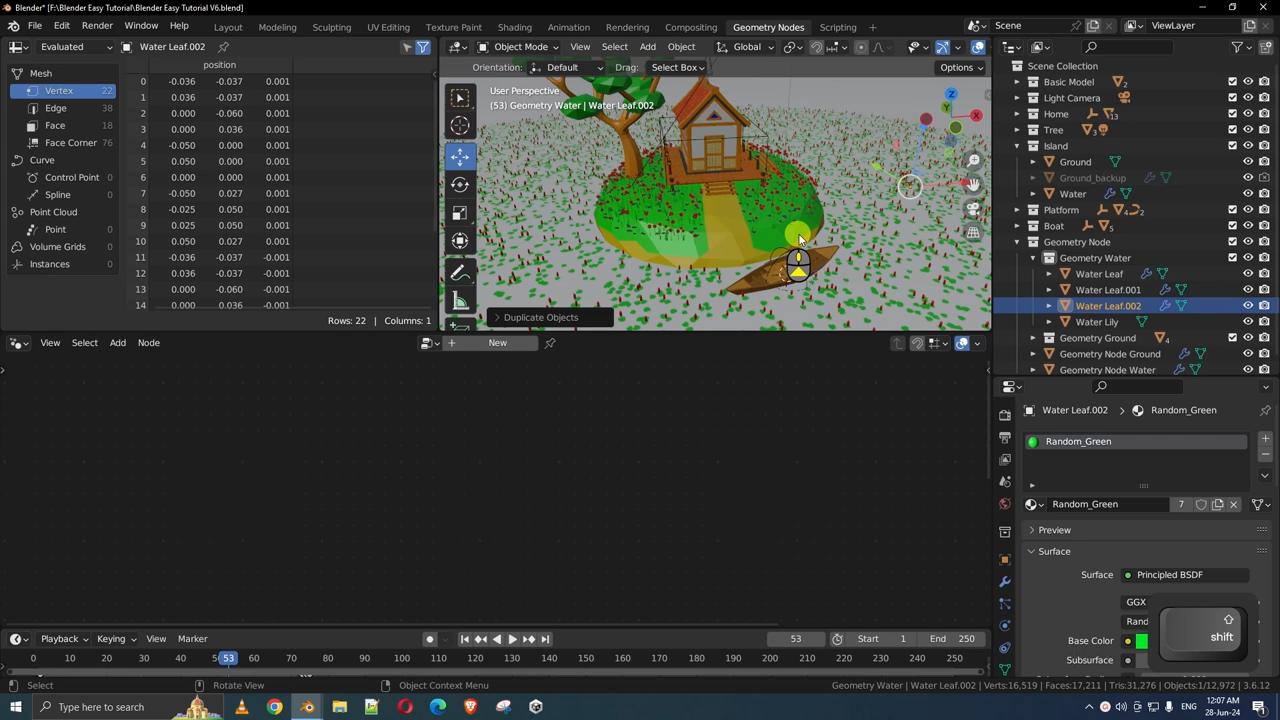 Blender* [F:\Blender Easy Tutorial\Blender Easy Tutorial V6.blend]
File Edit Render Window Help
Layout Modeling Sculpting UV Editing Texture Paint Shading Animation Rendering Compositing Geometry Nodes Scripting
Scene
ViewLayer
Evaluated
Water Leaf.002
Object Mode View Select Add Object
Global
Orientation: Default Drag: Select Box
Options
position
Mesh
Vertex 22
Edge 38
Face 18
Face Corner 76
Curve
Control Point 0
Spline 0
Point Cloud
Point 0
Volume Grids 0
Instances 0
0 -0.036 -0.037 0.001
1 0.036 -0.037 0.001
2 0.000 -0.060 0.001
3 0.000 0.036 0.001
4 -0.050 0.000 0.001
5 0.050 0.000 0.001
6 0.000 0.000 0.001
7 -0.050 0.027 0.001
8 -0.025 0.050 0.001
9 0.025 0.050 0.001
10 0.050 0.027 0.001
11 -0.036 -0.037 -0.001
12 0.036 -0.037 -0.001
13 0.000 -0.060 -0.001
14 0.000 0.036 -0.001
Rows: 22 | Columns: 1
User Perspective
(53) Geometry Water | Water Leaf.002
Z
Y
X
Duplicate Objects
Scene Collection
Basic Model 2
Light Camera
Home 13
Tree 3
Island
Ground
Ground_backup
Water
Platform 4 2
Boat 5
Geometry Node
Geometry Water
Water Leaf
Water Leaf.001
Water Leaf.002
Water Lily
Geometry Ground 4
Geometry Node Ground
Geometry Node Water
View Select Add Node
New
Water Leaf.002 Random_Green
Random_Green
Random_Green 7
Preview
Surface
Surface Principled BSDF
GGX
Rand
Base Color
Subsurface
shift
Playback Keying View Marker
53
Start 1
End 250
0 10 20 30 40 53 60 70 80 90 100 110 120 130 140 150 160 170 180 190 200 210 220 230 240 250
Select
Rotate View
Object Context Menu
Geometry Water | Water Leaf.002 | Verts:16,519 | Faces:17,211 | Tris:31,276 | Objects:1/12,972 | 3.6.12
Type here to search
ENG
12:07 AM
28-Jun-24